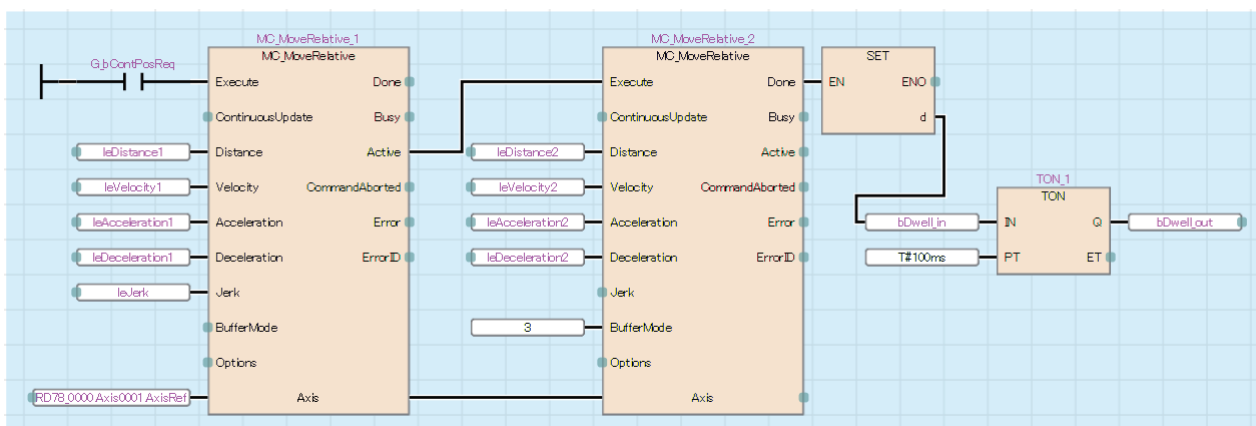 MC_MoveRelative_1
MC_MoveRelative
G_bContPosReq
Execute
Done
ContinuousUpdate
Busy
leDistance1
Distance
Active
leVelocity1
Velocity
CommandAborted
leAcceleration1
Acceleration
Error
leDeceleration1
Deceleration
ErrorID
leJerk
Jerk
BufferMode
Options
RD78_0000.Axis0001.AxisRef
Axis
MC_MoveRelative_2
MC_MoveRelative
Execute
Done
ContinuousUpdate
Busy
leDistance2
Distance
Active
leVelocity2
Velocity
CommandAborted
leAcceleration2
Acceleration
Error
leDeceleration2
Deceleration
ErrorID
Jerk
3
BufferMode
Options
Axis
SET
EN
ENO
d
TON_1
TON
bDwell_in
IN
Q
bDwell_out
T#100ms
PT
ET